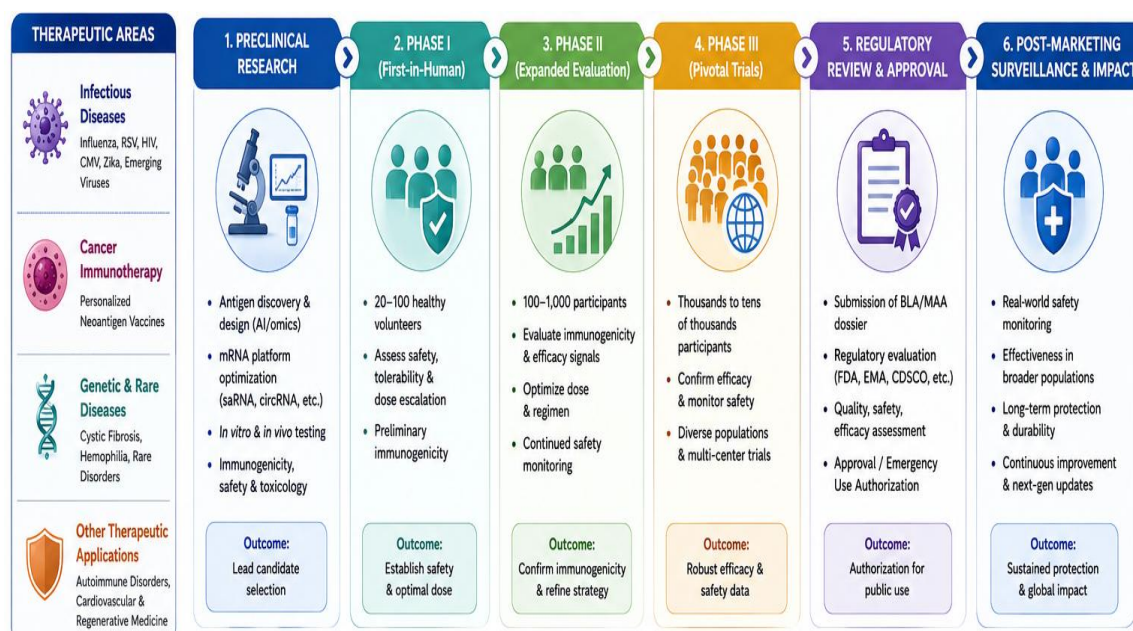 THERAPEUTIC AREAS
Infectious
Diseases
Influenza, RSV, HIV,
CMV, Zika, Emerging
Viruses
Cancer
Immunotherapy
Personalized
Neoantigen Vaccines
Genetic & Rare
Diseases
Cystic Fibrosis,
Hemophilia, Rare
Disorders
Other Therapeutic
Applications
Autoimmune Disorders,
Cardiovascular &
Regenerative Medicine
1. PRECLINICAL
RESEARCH
• Antigen discovery &
design (AI/omics)
• mRNA platform
optimization
(saRNA, circRNA, etc.)
• In vitro & in vivo testing
• Immunogenicity,
safety & toxicology
Outcome:
Lead candidate
selection
2. PHASE I
(First-in-Human)
• 20–100 healthy
volunteers
• Assess safety,
tolerability &
dose escalation
• Preliminary
immunogenicity
Outcome:
Establish safety
& optimal dose
3. PHASE II
(Expanded Evaluation)
• 100–1,000 participants
• Evaluate immunogenicity
& efficacy signals
• Optimize dose
& regimen
• Continued safety
monitoring
Outcome:
Confirm immunogenicity
& refine strategy
4. PHASE III
(Pivotal Trials)
• Thousands to tens
of thousands
participants
• Confirm efficacy
& monitor safety
• Diverse populations
& multi-center trials
Outcome:
Robust efficacy &
safety data
5. REGULATORY
REVIEW & APPROVAL
• Submission of BLA/MAA
dossier
• Regulatory evaluation
(FDA, EMA, CDSCO, etc.)
• Quality, safety,
efficacy assessment
• Approval / Emergency
Use Authorization
Outcome:
Authorization for
public use
6. POST-MARKETING
SURVEILLANCE & IMPACT
• Real-world safety
monitoring
• Effectiveness in
broader populations
• Long-term protection
& durability
• Continuous improvement
& next-gen updates
Outcome:
Sustained protection
& global impact